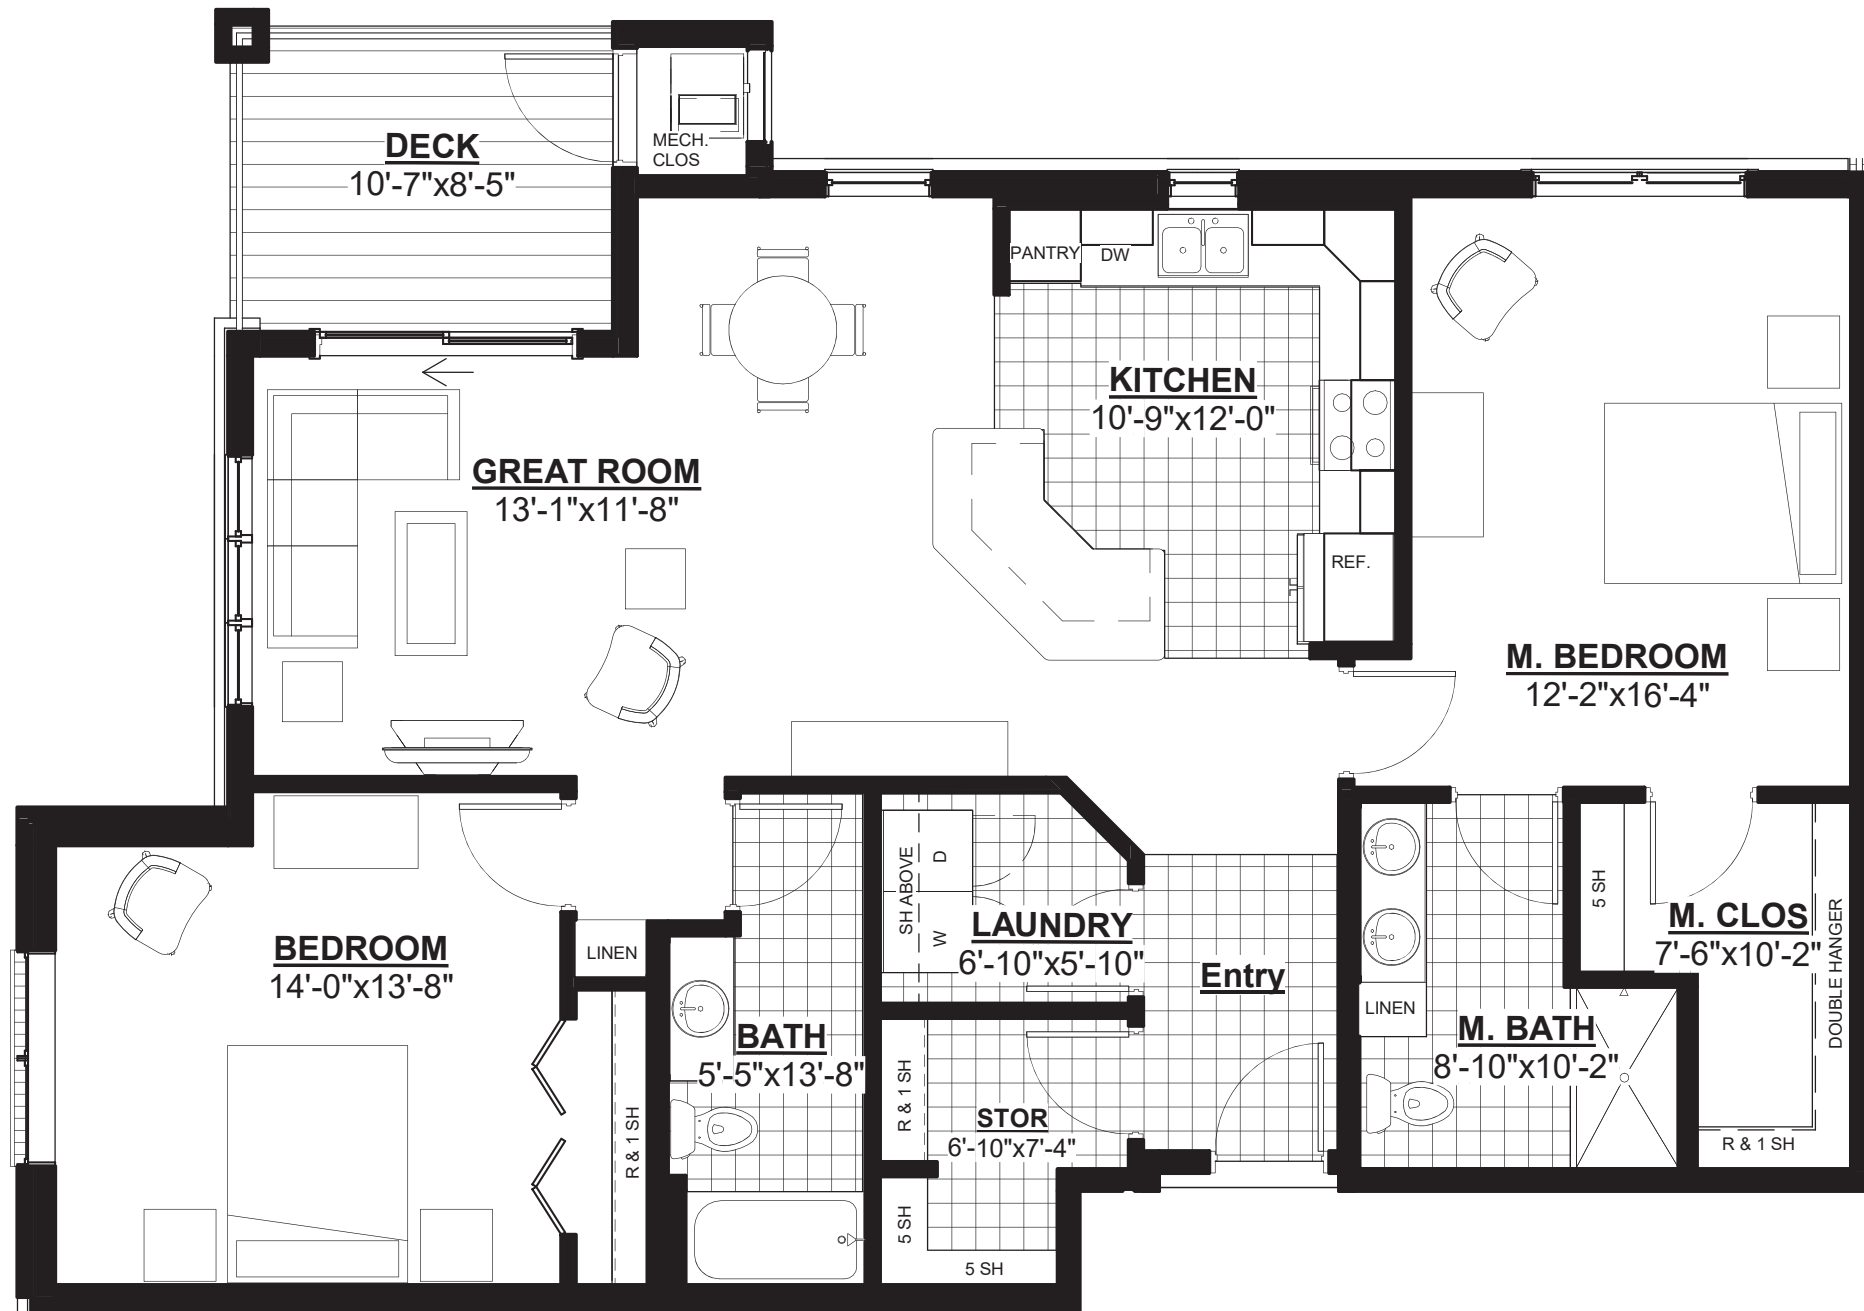 DECK
10'-7"x8'-5"
MECH.
CLOS
PANTRY
DW
KITCHEN
10'-9"x12'-0"
GREAT ROOM
13'-1"x11'-8"
REF.
M. BEDROOM
12'-2"x16'-4"
BEDROOM
14'-0"x13'-8"
LINEN
R & 1 SH
BATH
5'-5"x13'-8"
SH ABOVE
D
W
LAUNDRY
6'-10"x5'-10"
Entry
R & 1 SH
STOR
6'-10"x7'-4"
5 SH
5 SH
LINEN
M. BATH
8'-10"x10'-2"
5 SH
M. CLOS
7'-6"x10'-2"
DOUBLE HANGER
R & 1 SH